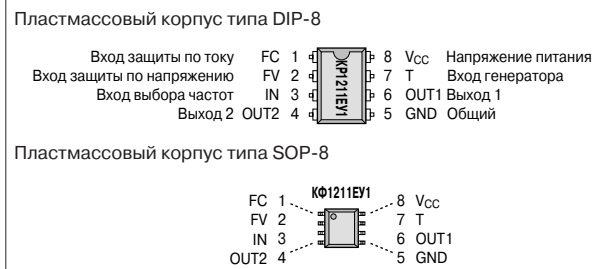 Пластмассовый корпус типа DIP-8
Вход защиты по току FC 1 8 VCC Напряжение питания
Вход защиты по напряжению FV 2 7 T Вход генератора
Вход выбора частот IN 3 6 OUT1 Выход 1
Выход 2 OUT2 4 5 GND Общий
КР1211ЕУ1
Пластмассовый корпус типа SOP-8
КФ1211ЕУ1
FC 1 8 VCC
FV 2 7 T
IN 3 6 OUT1
OUT2 4 5 GND